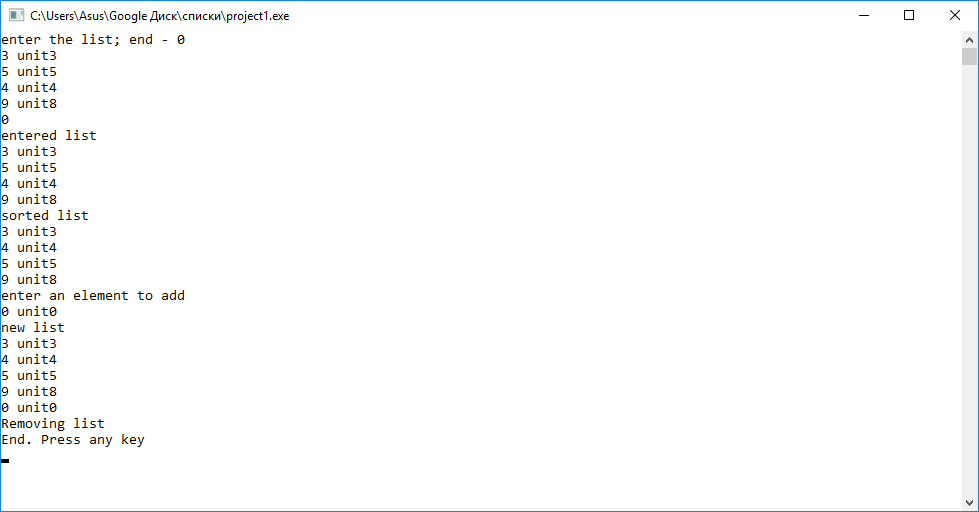 C:\Users\Asus\Google Диск\списки\project1.exe
enter the list; end - 0
3 unit3
5 unit5
4 unit4
9 unit8
0
entered list
3 unit3
5 unit5
4 unit4
9 unit8
sorted list
3 unit3
4 unit4
5 unit5
9 unit8
enter an element to add
0 unit0
new list
3 unit3
4 unit4
5 unit5
9 unit8
0 unit0
Removing list
End. Press any key